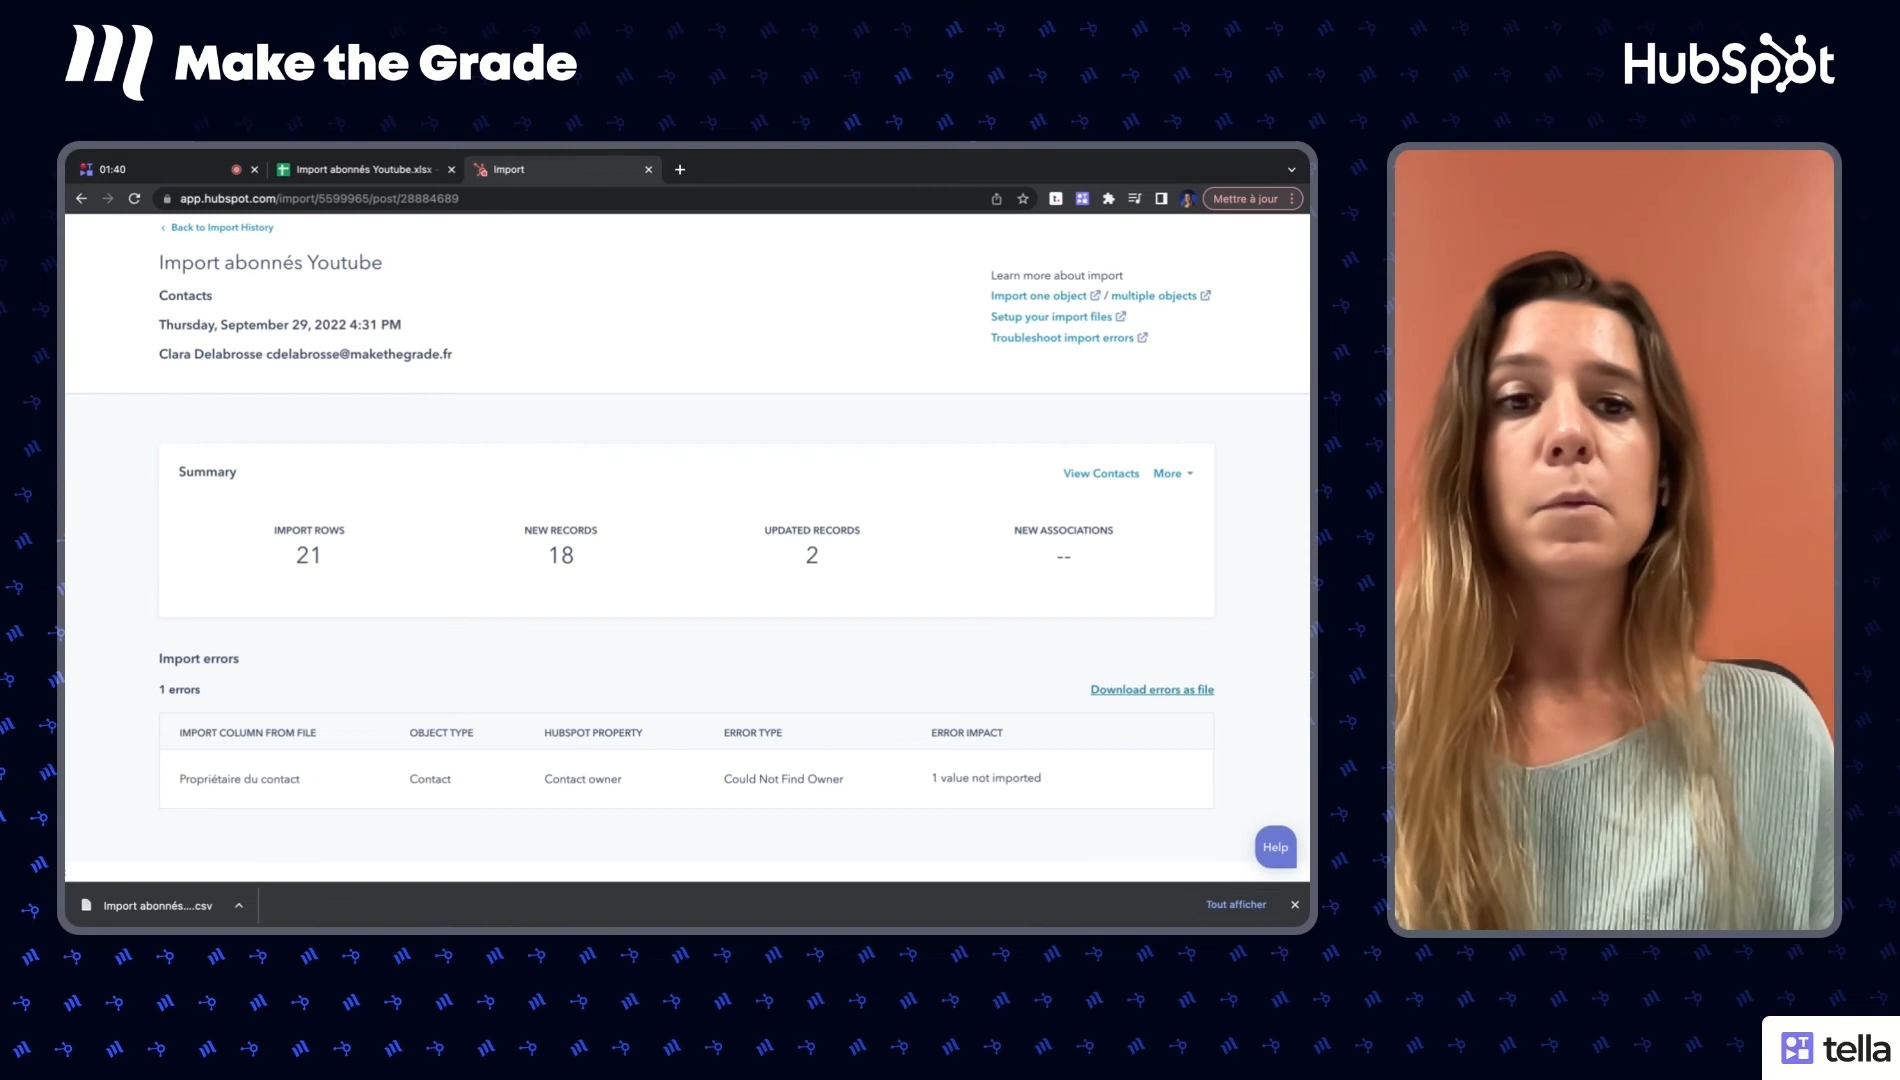 Make the Grade
HubSpot
01:40
Import abonnés Youtube.xlsx -
Import
app.hubspot.com/import/5599965/post/28884689
Mettre à jour
Back to Import History
Import abonnés Youtube
Contacts
Thursday, September 29, 2022 4:31 PM
Clara Delabrosse cdelabrosse@makethegrade.fr
Learn more about import
Import one object / multiple objects
Setup your import files
Troubleshoot import errors
Summary
View Contacts More
IMPORT ROWS NEW RECORDS UPDATED RECORDS NEW ASSOCIATIONS
21 18 2 --
Import errors
1 errors
Download errors as file
IMPORT COLUMN FROM FILE OBJECT TYPE HUBSPOT PROPERTY ERROR TYPE ERROR IMPACT
Propriétaire du contact Contact Contact owner Could Not Find Owner 1 value not imported
Help
Import abonnés....csv
Tout afficher
tella